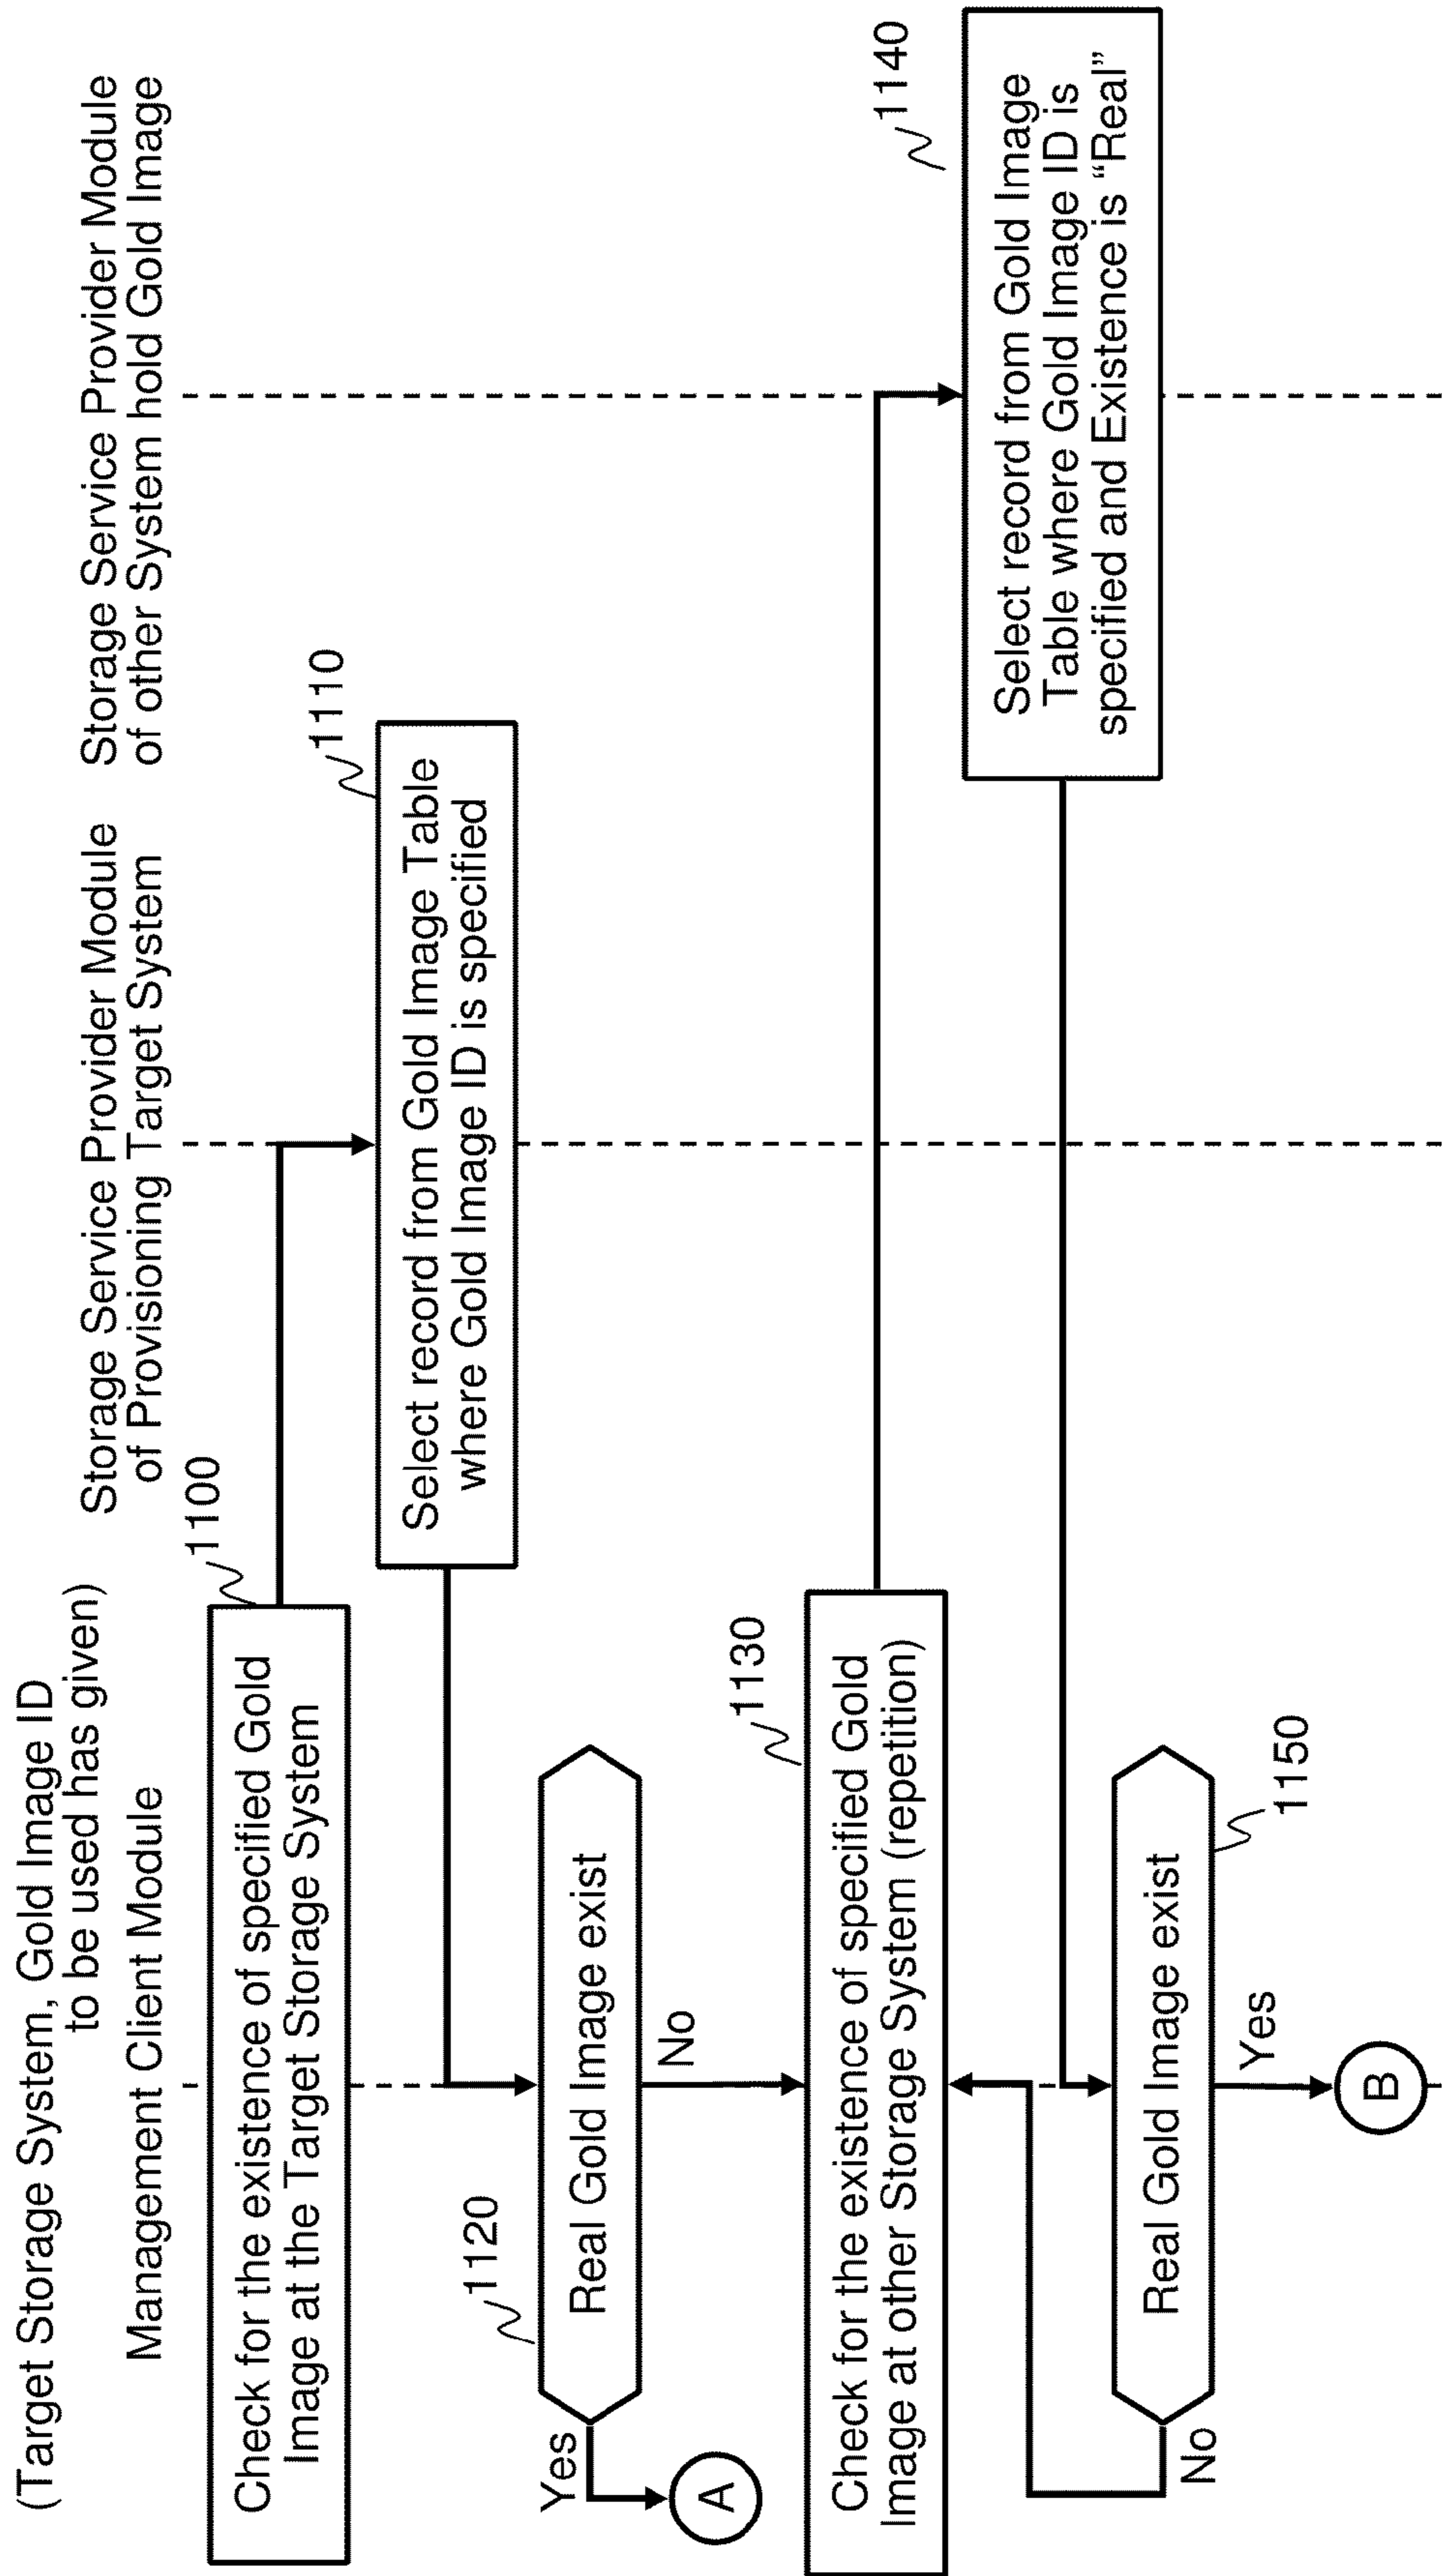 (Target Storage System, Gold Image ID
to be used has given)
Management Client Module
Storage Service Provider Module
of Provisioning Target System
Storage Service Provider Module
of other System hold Gold Image
1100
Check for the existence of specified Gold
Image at the Target Storage System
1110
Select record from Gold Image Table
where Gold Image ID is specified
1120
Real Gold Image exist
Yes
No
A
1130
Check for the existence of specified Gold
Image at other Storage System (repetition)
1140
Select record from Gold Image
Table where Gold Image ID is
specified and Existence is “Real”
Real Gold Image exist
1150
No
Yes
B